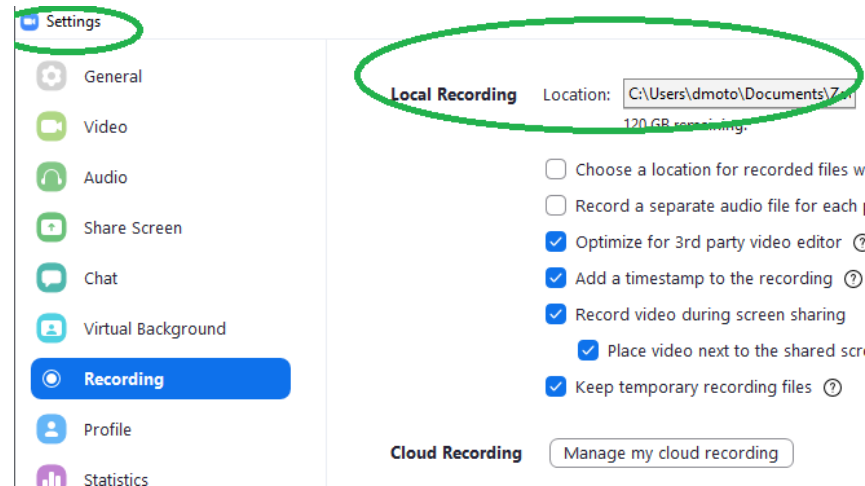 Settings
General
Video
Audio
Share Screen
Chat
Virtual Background
Recording
Profile
Statistics
Local Recording Location: C:\Users\dmoto\Documents\Z
120 GB remaining.
Choose a location for recorded files w
Record a separate audio file for each p
Optimize for 3rd party video editor
Add a timestamp to the recording
Record video during screen sharing
Place video next to the shared scr
Keep temporary recording files
Cloud Recording Manage my cloud recording